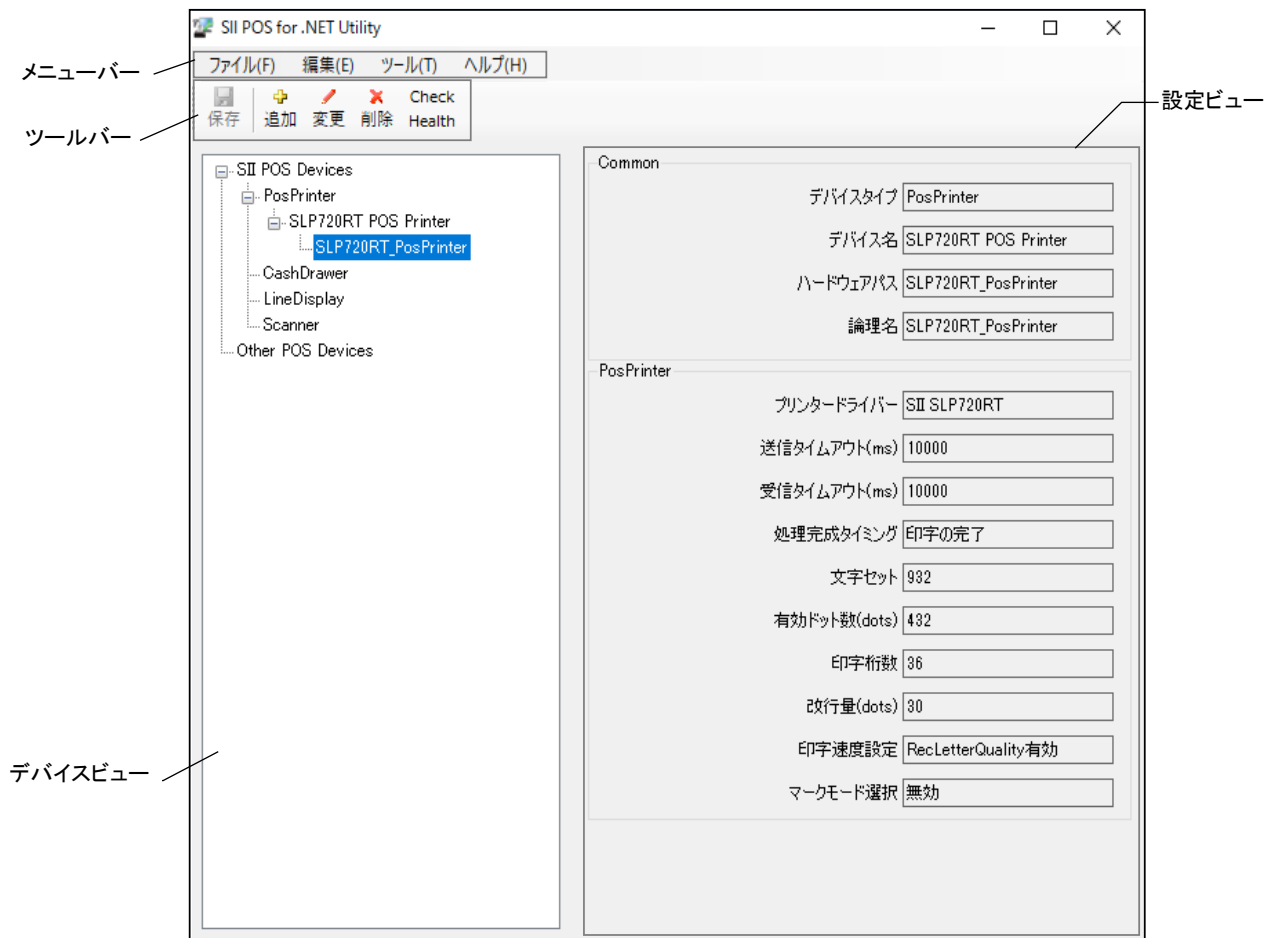 SII POS for .NET Utility
メニューバー
ファイル(F) 編集(E) ツール(T) ヘルプ(H)
ツールバー
保存 追加 変更 削除 Check Health
設定ビュー
デバイスビュー
SII POS Devices
PosPrinter
SLP720RT POS Printer
SLP720RT_PosPrinter
CashDrawer
LineDisplay
Scanner
Other POS Devices
Common
デバイスタイプ PosPrinter
デバイス名 SLP720RT POS Printer
ハードウェアパス SLP720RT_PosPrinter
論理名 SLP720RT_PosPrinter
PosPrinter
プリンタードライバー SII SLP720RT
送信タイムアウト(ms) 10000
受信タイムアウト(ms) 10000
処理完成タイミング 印字の完了
文字セット 932
有効ドット数(dots) 432
印字桁数 36
改行量(dots) 30
印字速度設定 RecLetterQuality有効
マークモード選択 無効